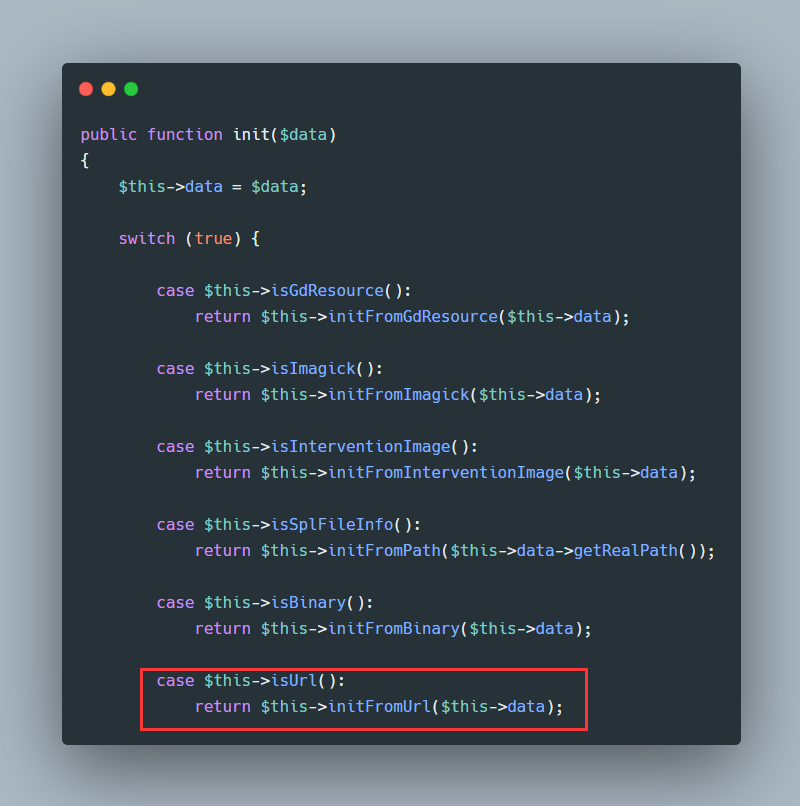 public function init($data)
{
    $this->data = $data;

    switch (true) {

        case $this->isGdResource():
            return $this->initFromGdResource($this->data);

        case $this->isImagick():
            return $this->initFromImagick($this->data);

        case $this->isInterventionImage():
            return $this->initFromInterventionImage($this->data);

        case $this->isSplFileInfo():
            return $this->initFromPath($this->data->getRealPath());

        case $this->isBinary():
            return $this->initFromBinary($this->data);

        case $this->isUrl():
            return $this->initFromUrl($this->data);